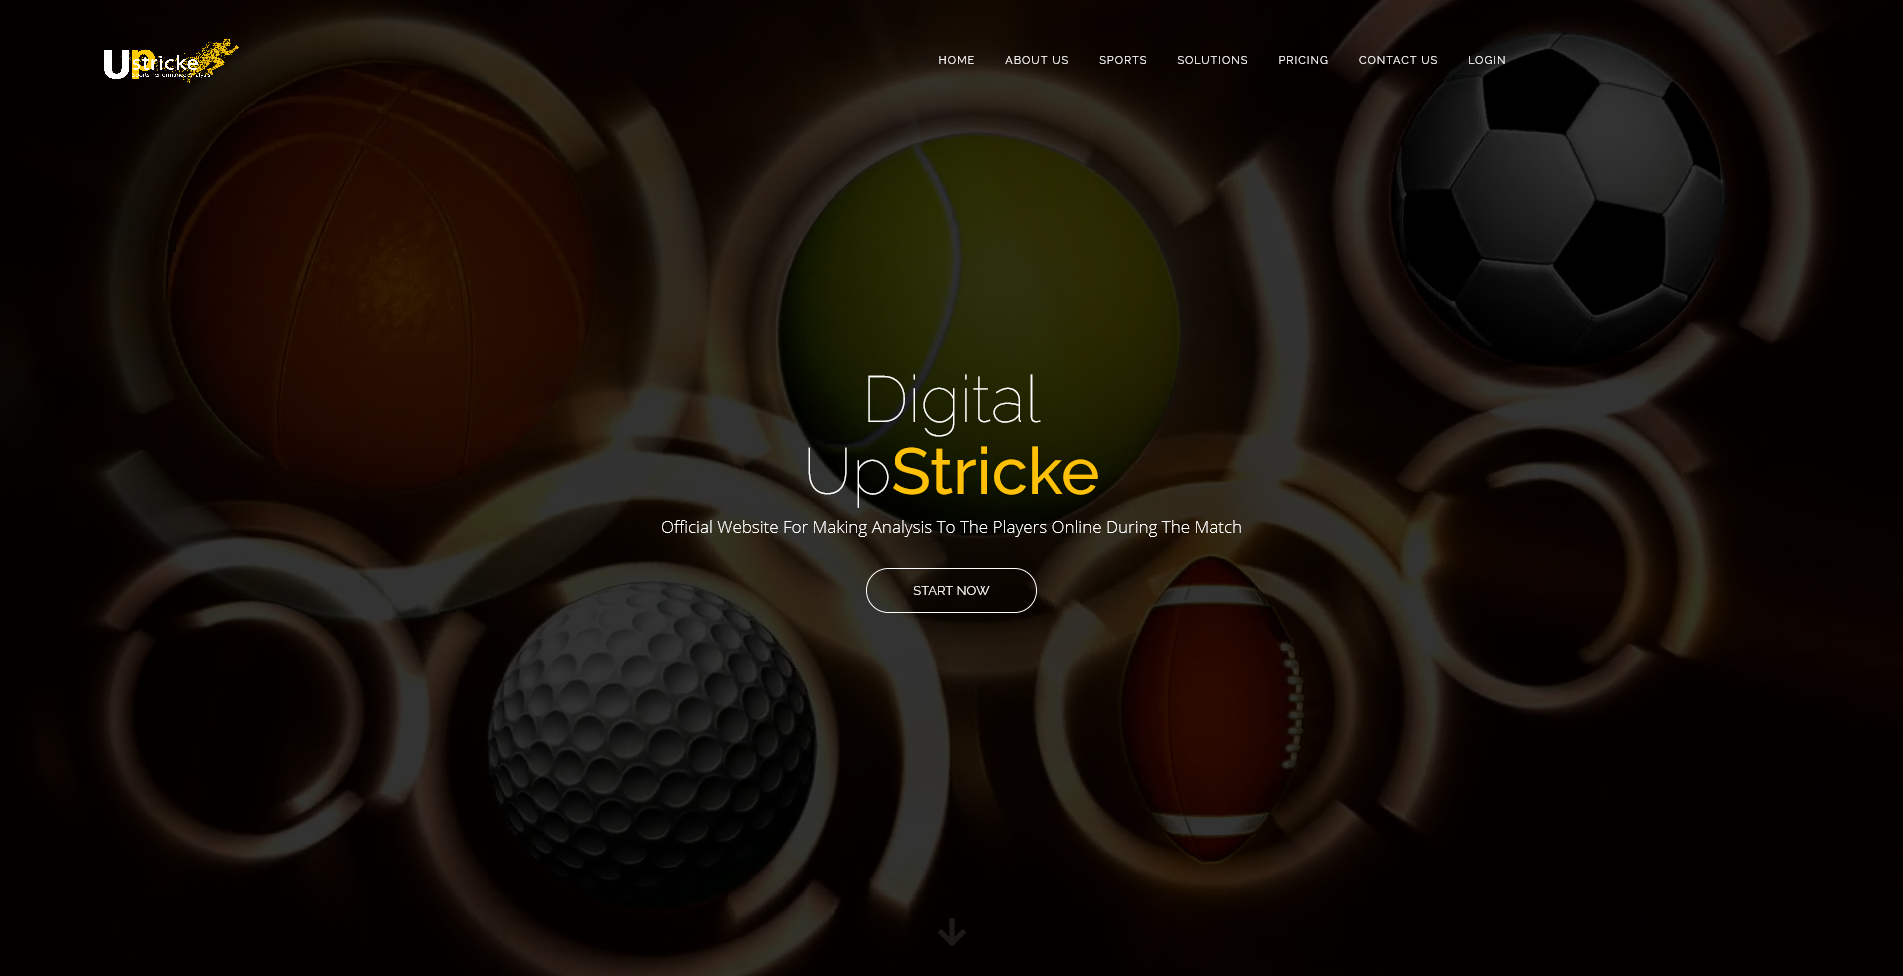 Upstricke
HOME ABOUT US SPORTS SOLUTIONS PRICING CONTACT US LOGIN
Digital
UpStricke
Official Website For Making Analysis To The Players Online During The Match
START NOW